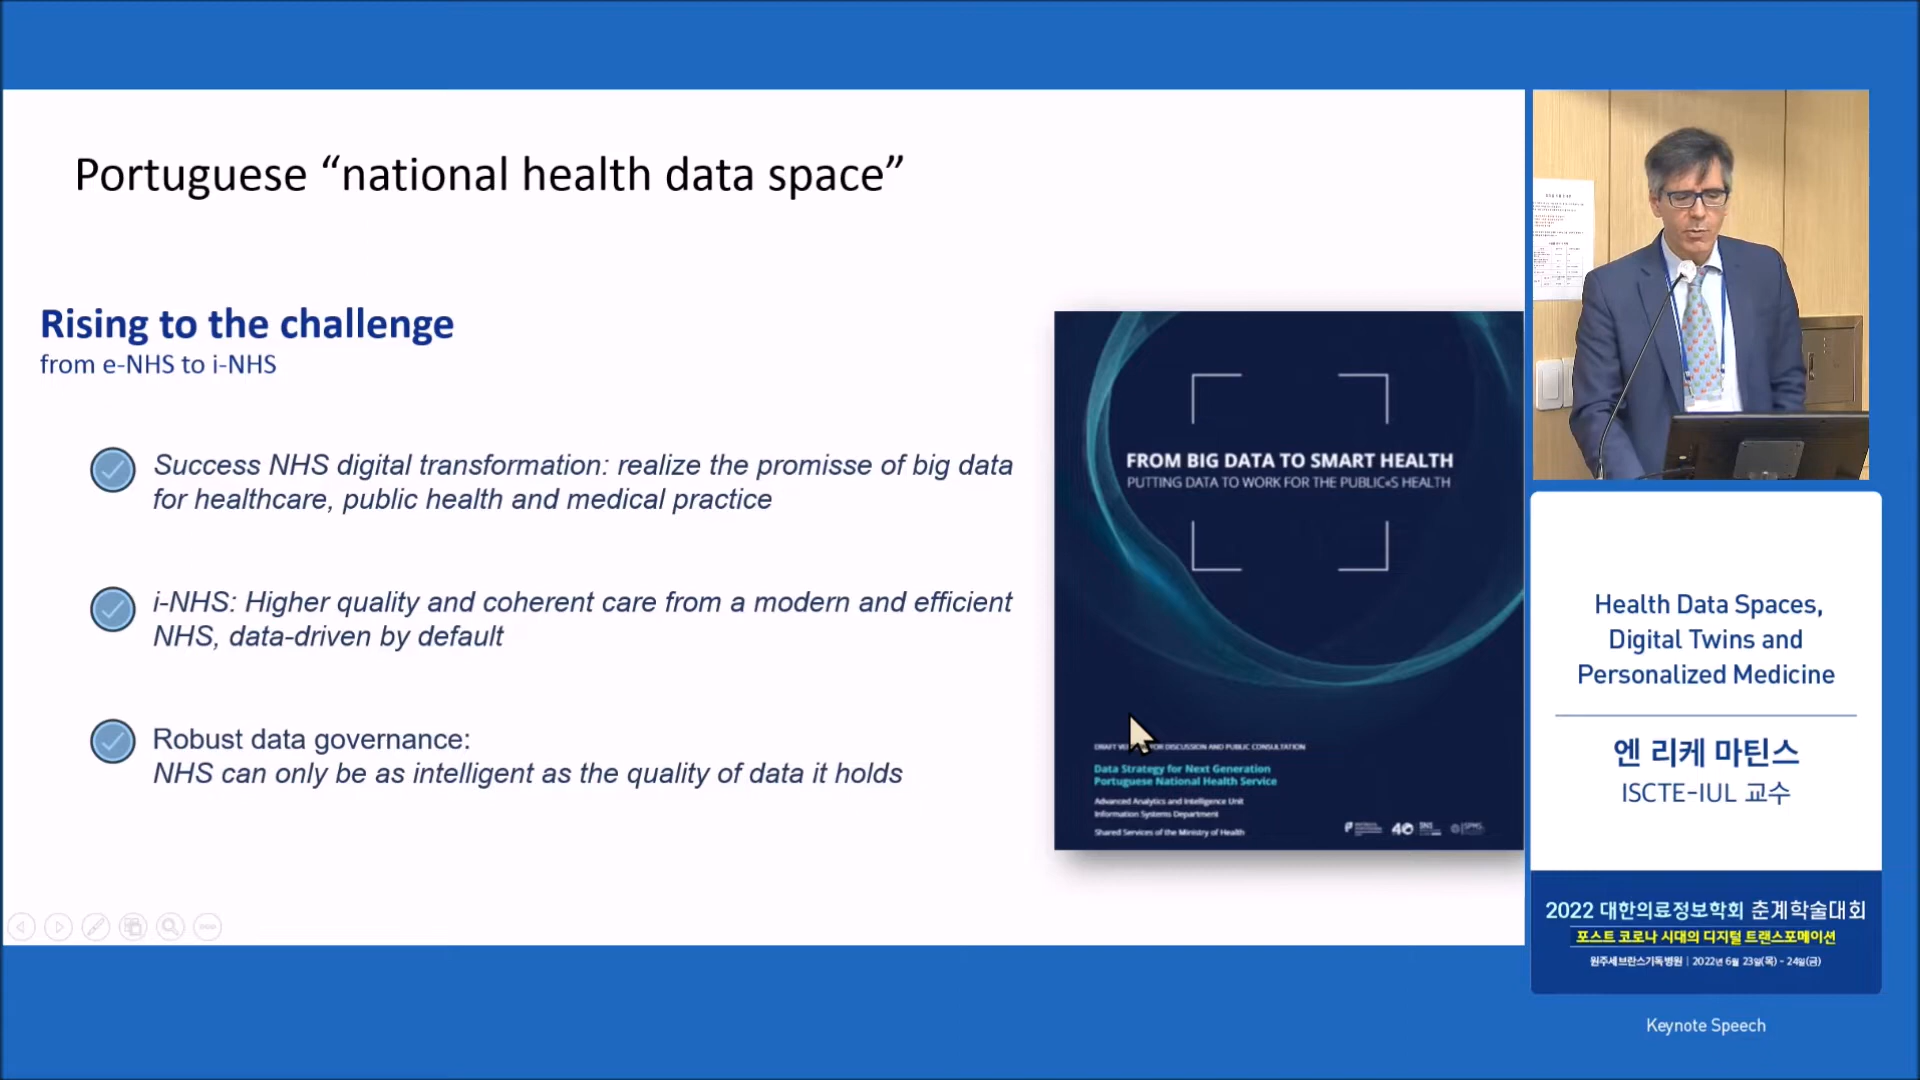 Portuguese “national health data space”
Rising to the challenge
from e-NHS to i-NHS
Success NHS digital transformation: realize the promisse of big data
for healthcare, public health and medical practice
i-NHS: Higher quality and coherent care from a modern and efficient
NHS, data-driven by default
Robust data governance:
NHS can only be as intelligent as the quality of data it holds
FROM BIG DATA TO SMART HEALTH
PUTTING DATA TO WORK FOR THE PUBLIC«S HEALTH
DRAFT FOR DISCUSSION AND PUBLIC CONSULTATION
Data Strategy for Next Generation
Portuguese National Health Service
Advanced Analytics and Intelligence Unit
Information Systems Department
Shared Services of the Ministry of Health
Health Data Spaces,
Digital Twins and
Personalized Medicine
엔 리케 마틴스
ISCTE-IUL 교수
2022 대한의료정보학회 춘계학술대회
포스트 코로나 시대의 디지털 트랜스포메이션
원주세브란스기독병원 | 2022년 6월 23일(목) - 24일(금)
Keynote Speech